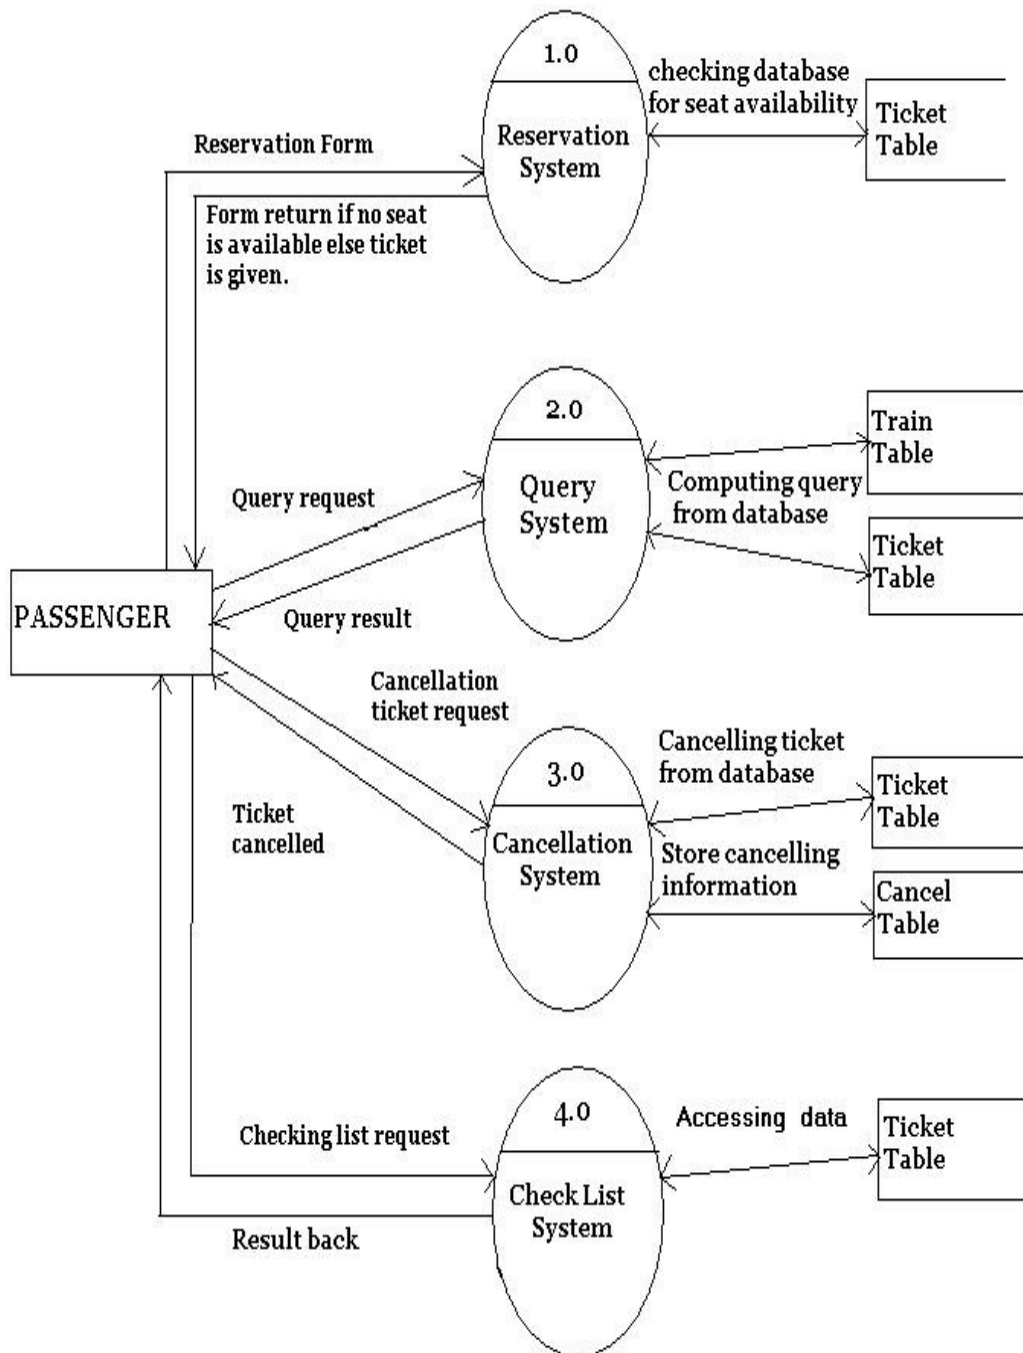 1.0
Reservation
System
checking database
for seat availability
Ticket
Table
Reservation Form
Form return if no seat
is available else ticket
is given.
2.0
Query
System
Train
Table
Computing query
from database
Ticket
Table
Query request
Query result
PASSENGER
Cancellation
ticket request
Ticket
cancelled
3.0
Cancellation
System
Cancelling ticket
from database
Ticket
Table
Store cancelling
information
Cancel
Table
4.0
Check List
System
Accessing data
Ticket
Table
Checking list request
Result back